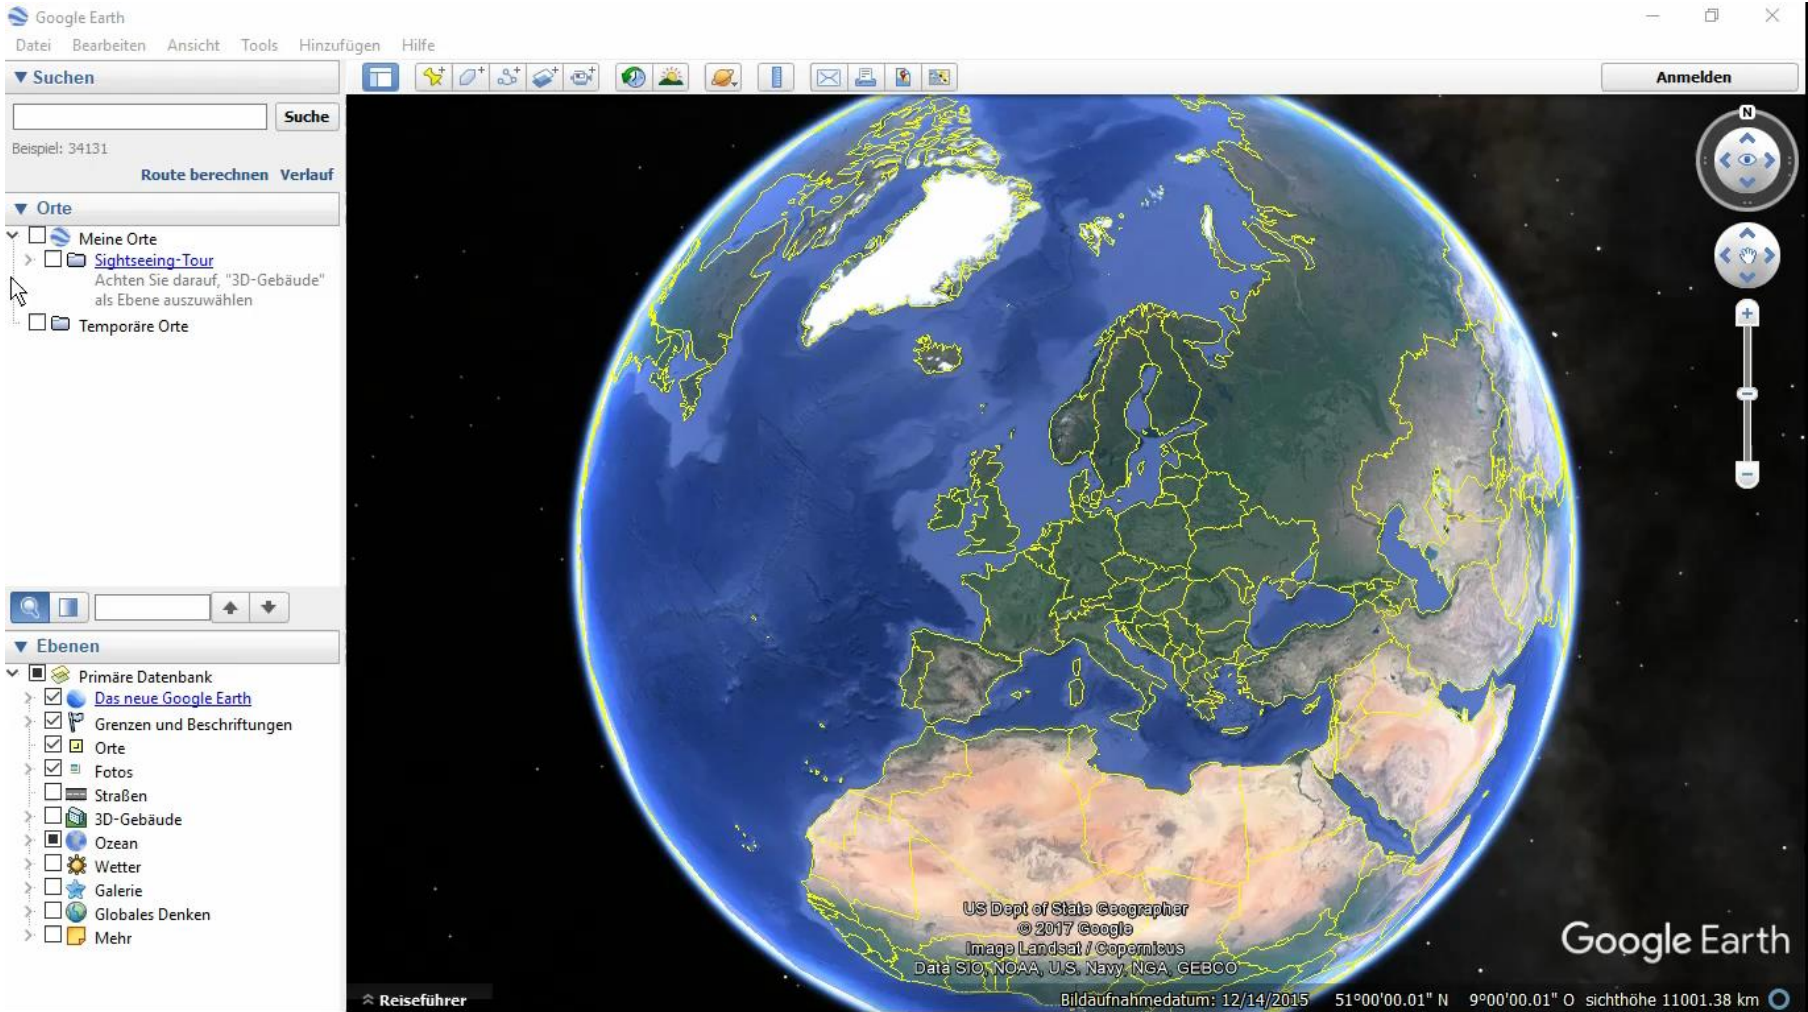 Google Earth
Datei Bearbeiten Ansicht Tools Hinzufügen Hilfe
Suchen
Anmelden
Suche
Beispiel: 34131
Route berechnen Verlauf
Orte
Meine Orte
Sightseeing-Tour
Achten Sie darauf, "3D-Gebäude"
als Ebene auszuwählen
Temporäre Orte
Ebenen
Primäre Datenbank
Das neue Google Earth
Grenzen und Beschriftungen
Orte
Fotos
Straßen
3D-Gebäude
Ozean
Wetter
Galerie
Globales Denken
Mehr
N
US Dept of State Geographer
© 2017 Google
Image Landsat / Copernicus
Data SIO, NOAA, U.S. Navy, NGA, GEBCO
Google Earth
Reiseführer
Bildaufnahmedatum: 12/14/2015 51°00'00.01" N 9°00'00.01" O sichthöhe 11001.38 km